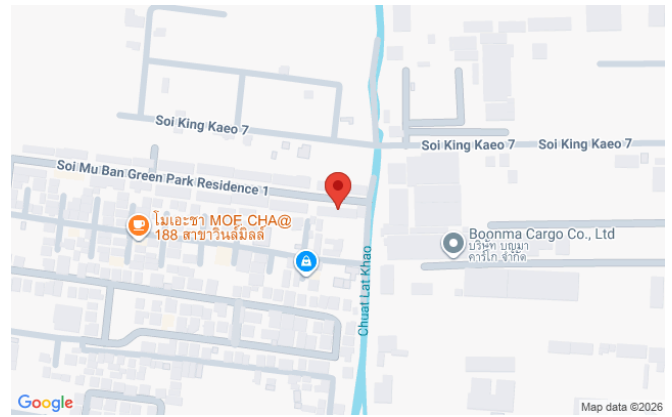 Soi King Kaeo 7
Soi King Kaeo 7
Soi King Kaeo 7
Soi Mu Ban Green Park Residence 1
โม่เอะชา MOE CHA@
188 สาขาวินส์มิลล์
Boonma Cargo Co., Ltd
บริษัท บุญมา
คาร์โก จำกัด
Chuat Lat Khao
Google
Map data ©2026